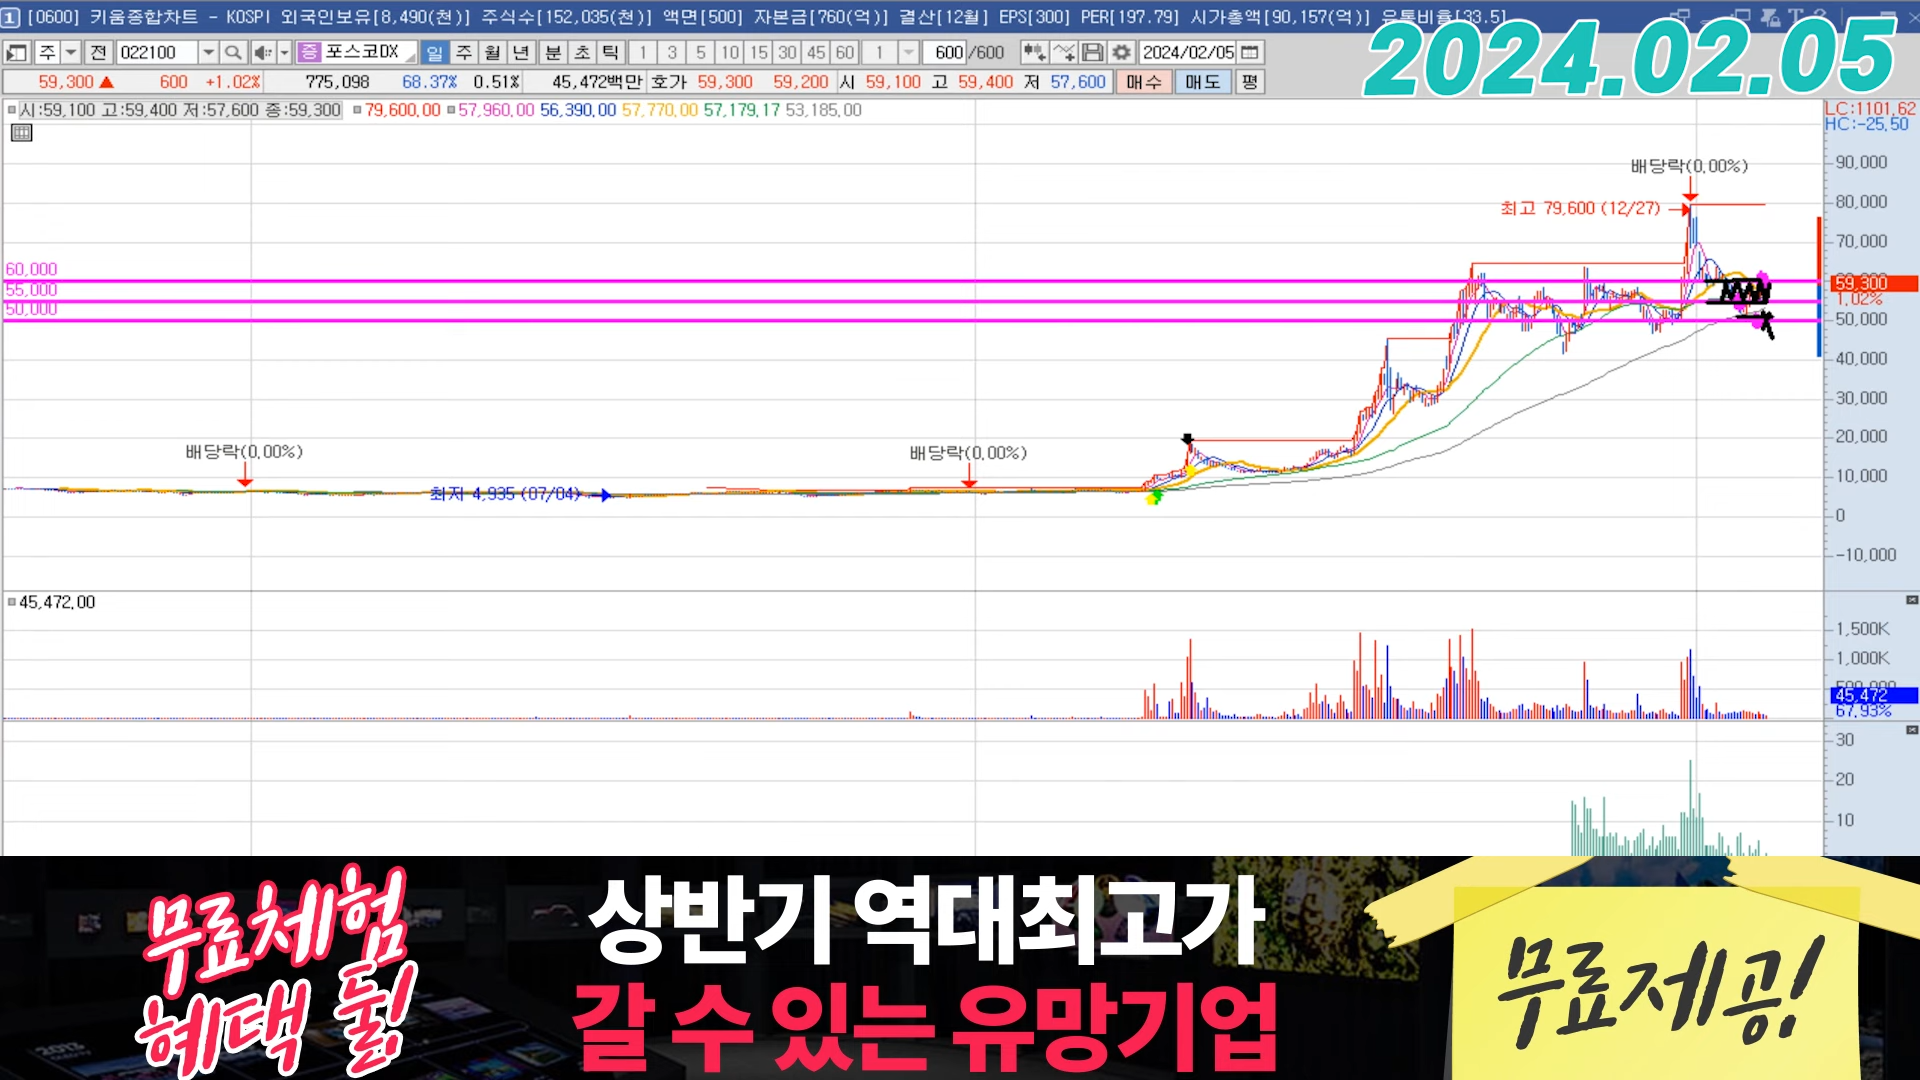 1 [0600] 키움종합차트 - KOSPI 외국인보유[8,490(천)] 주식수[152,035(천)] 액면[500] 자본금[760(억)] 결산[12월] EPS[300] PER[197.79] 시가총액[90,157(억)] 유통비율[33.5]
2024.02.05
주 전 022100 증 포스코DX 일 주 월 년 분 초 틱 1 3 5 10 15 30 45 60 1 600 /600 2024/02/05
59,300 ▲ 600 +1.02% 775,098 68.37% 0.51% 45,472백만 호가 59,300 59,200 시 59,100 고 59,400 저 57,600 매수 매도 평
시:59,100 고:59,400 저:57,600 종:59,300 79,600.00 57,960.00 56,390.00 57,770.00 57,179.17 53,185.00
LC:1101.62
HC:-25.50
배당락(0.00%)
90,000
최고 79,600 (12/27)
80,000
70,000
60,000
59,300
1.02%
55,000
50,000
50,000
40,000
30,000
20,000
배당락(0.00%)
배당락(0.00%)
10,000
최저 4,935 (07/04)
0
-10,000
45,472.00
1,500K
1,000K
500,000
45,472
67.93%
30
20
10
무료체험
혜택 둘!
상반기 역대최고가
갈 수 있는 유망기업
무료제공!